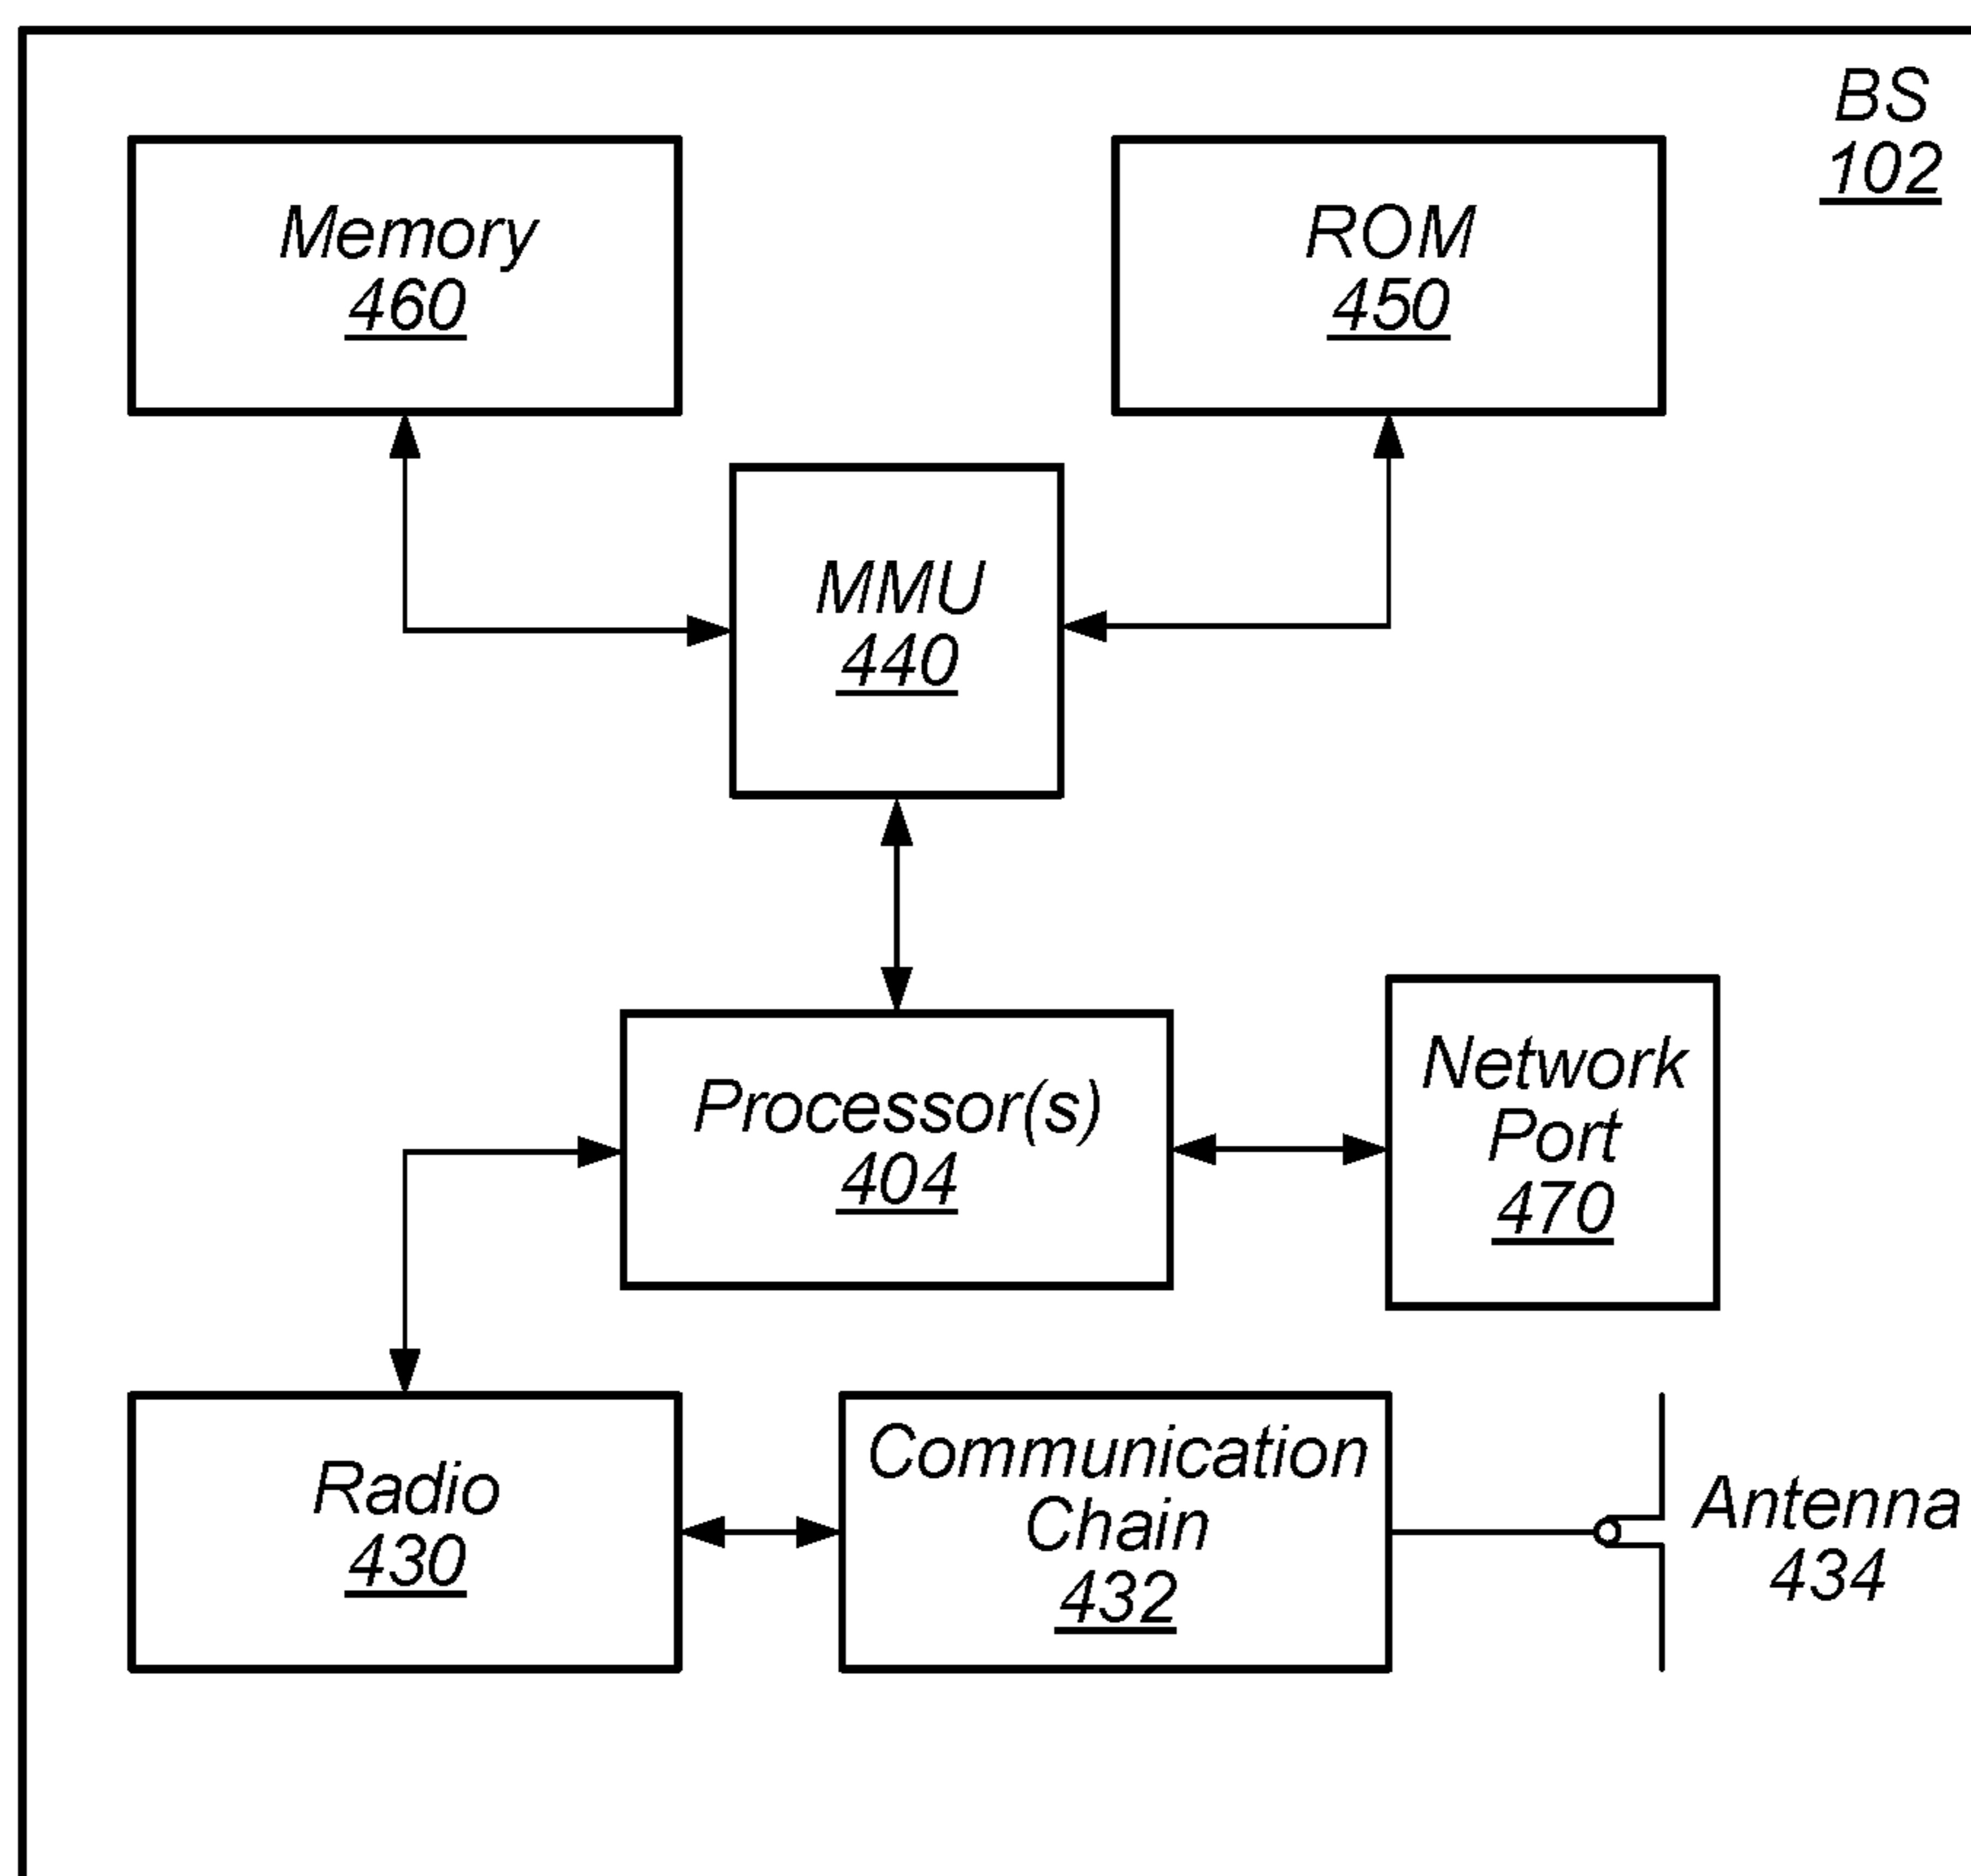 BS
102
Memory
460
ROM
450
MMU
440
Processor(s)
404
Network
Port
470
Radio
430
Communication
Chain
432
Antenna
434